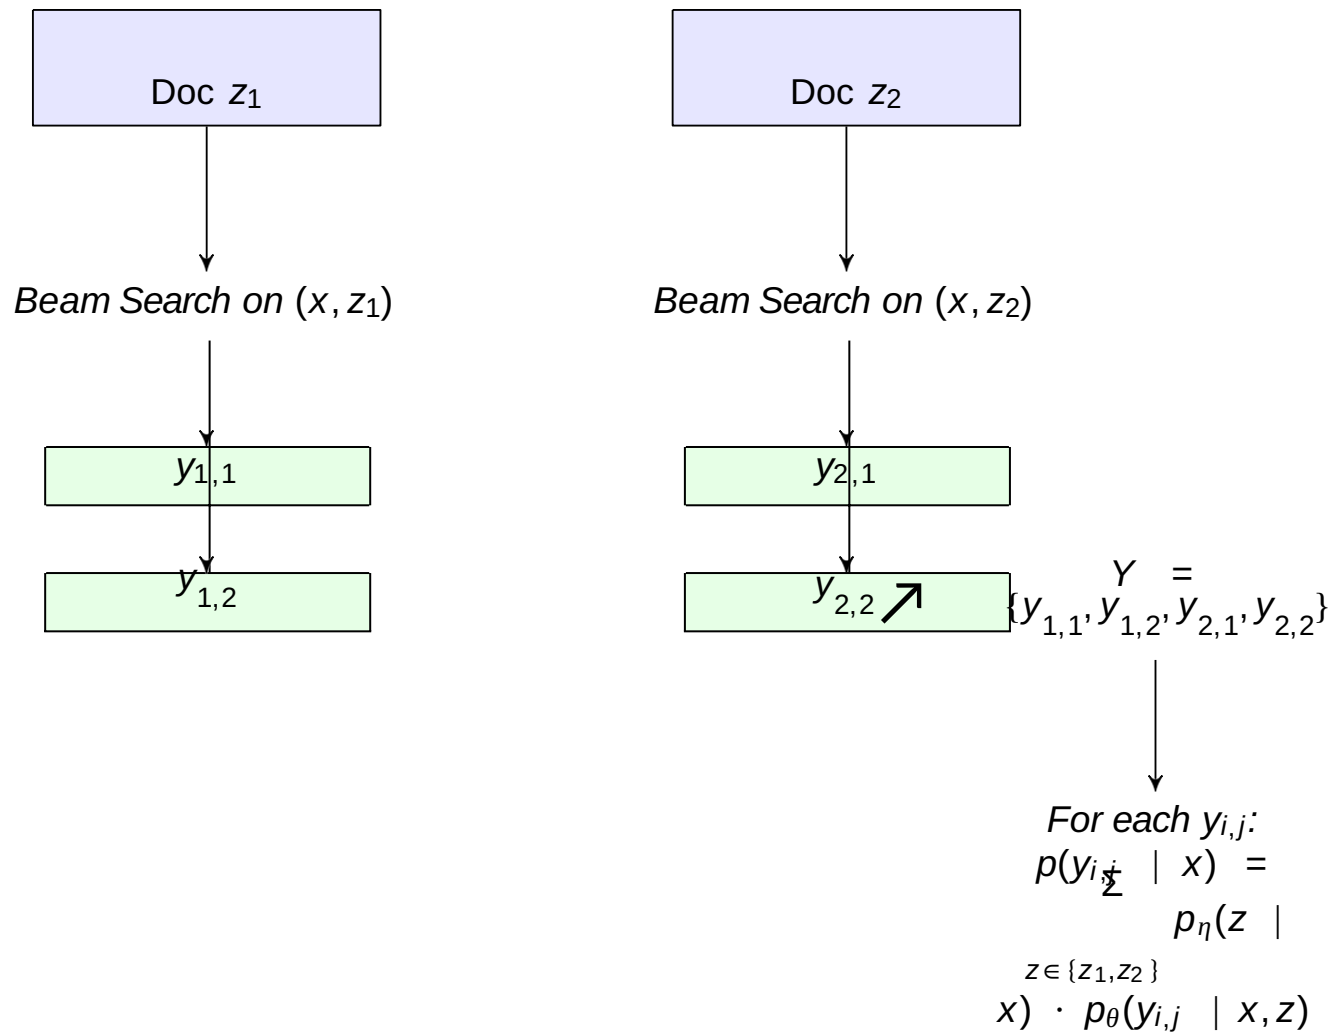 Doc z₁
Doc z₂
Beam Search on (x, z₁)
Beam Search on (x, z₂)
y₁,₁
y₂,₁
y₁,₂
y₂,₂
Y =
{y₁,₁, y₁,₂, y₂,₁, y₂,₂}
For each yᵢ,ⱼ:
p(yᵢ,ⱼ | x) =
∑
pη(z |
z∈{z₁,z₂}
x) · pθ(yᵢ,ⱼ | x, z)